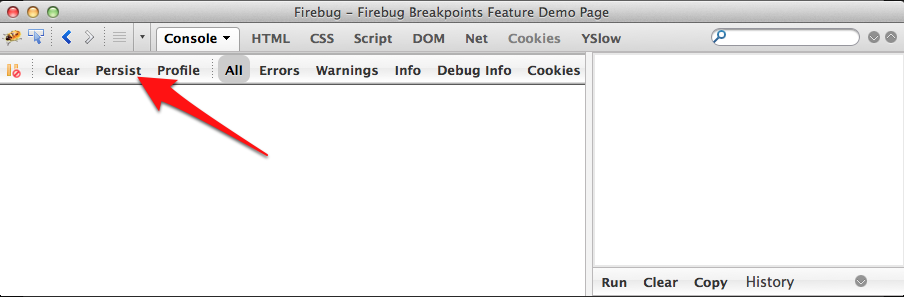 Firebug – Firebug Breakpoints Feature Demo Page
Console HTML CSS Script DOM Net Cookies YSlow
Clear Persist Profile All Errors Warnings Info Debug Info Cookies
Run Clear Copy History